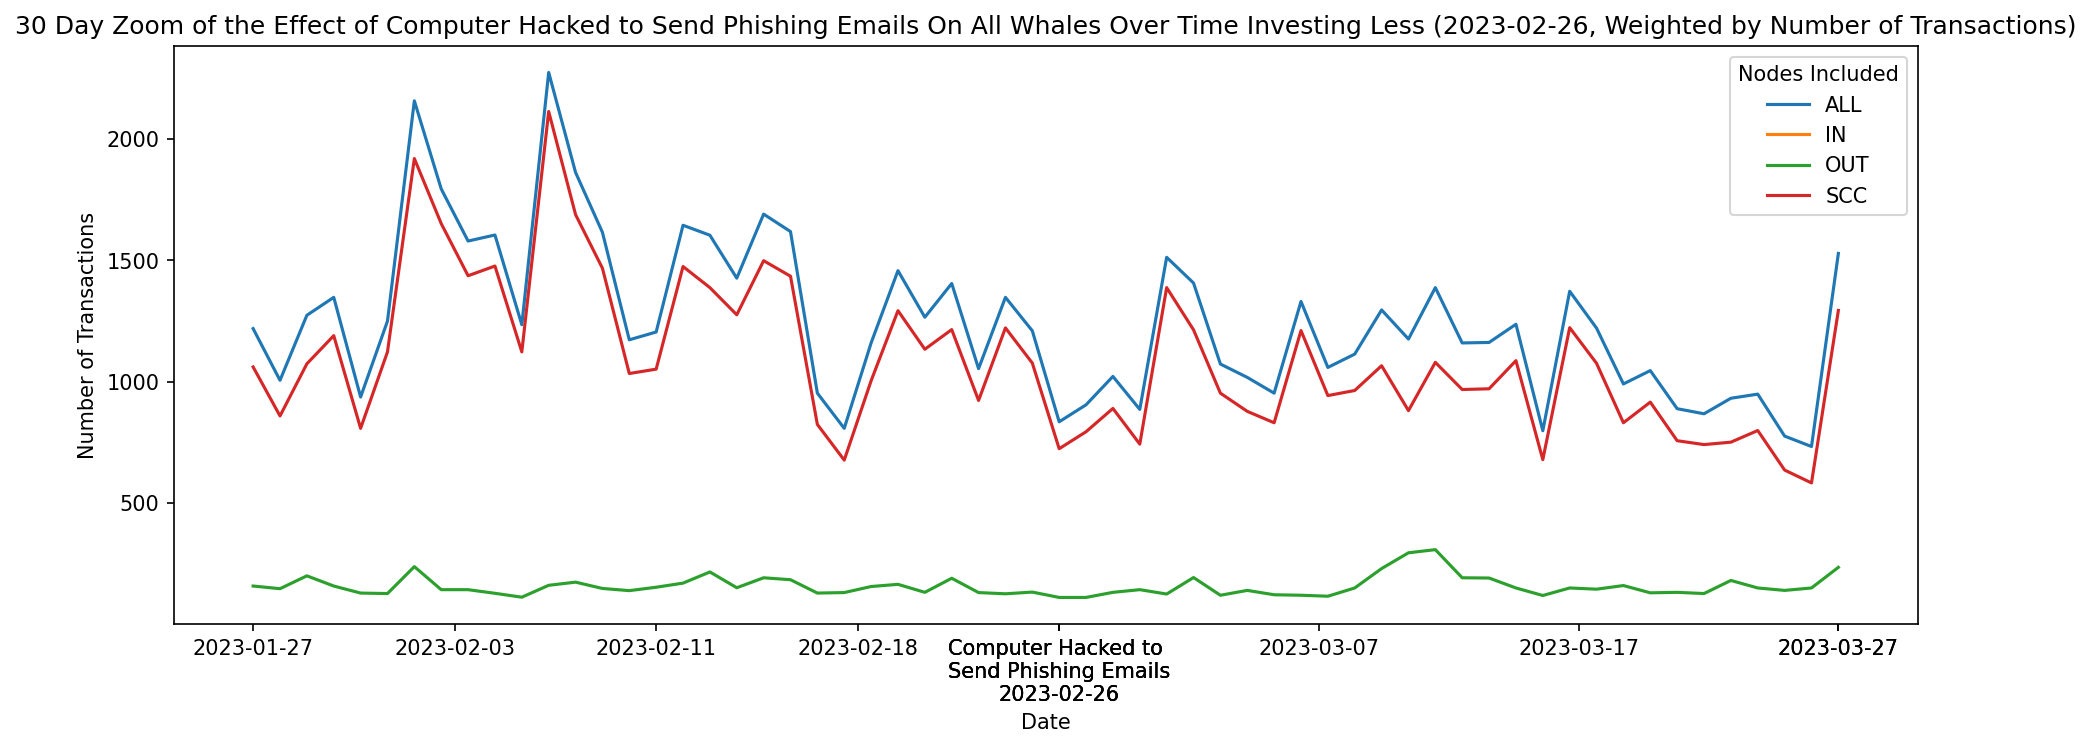 30 Day Zoom of the Effect of Computer Hacked to Send Phishing Emails On All Whales Over Time Investing Less (2023-02-26, Weighted by Number of Transactions)
Nodes Included
ALL
IN
OUT
SCC
Number of Transactions
2000
1500
1000
500
2023-01-27
2023-02-03
2023-02-11
2023-02-18
Computer Hacked to
Send Phishing Emails
2023-02-26
2023-03-07
2023-03-17
2023-03-27
Date